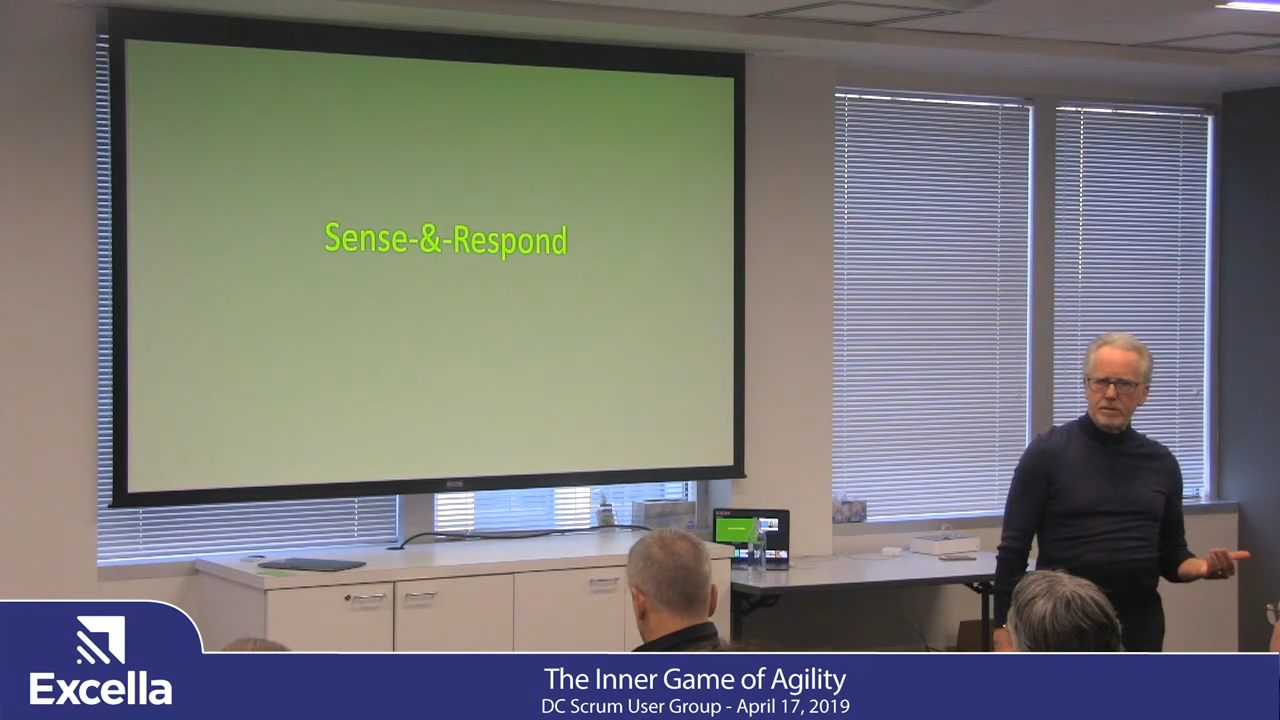 Sense-&-Respond
Excella
The Inner Game of Agility
DC Scrum User Group - April 17, 2019